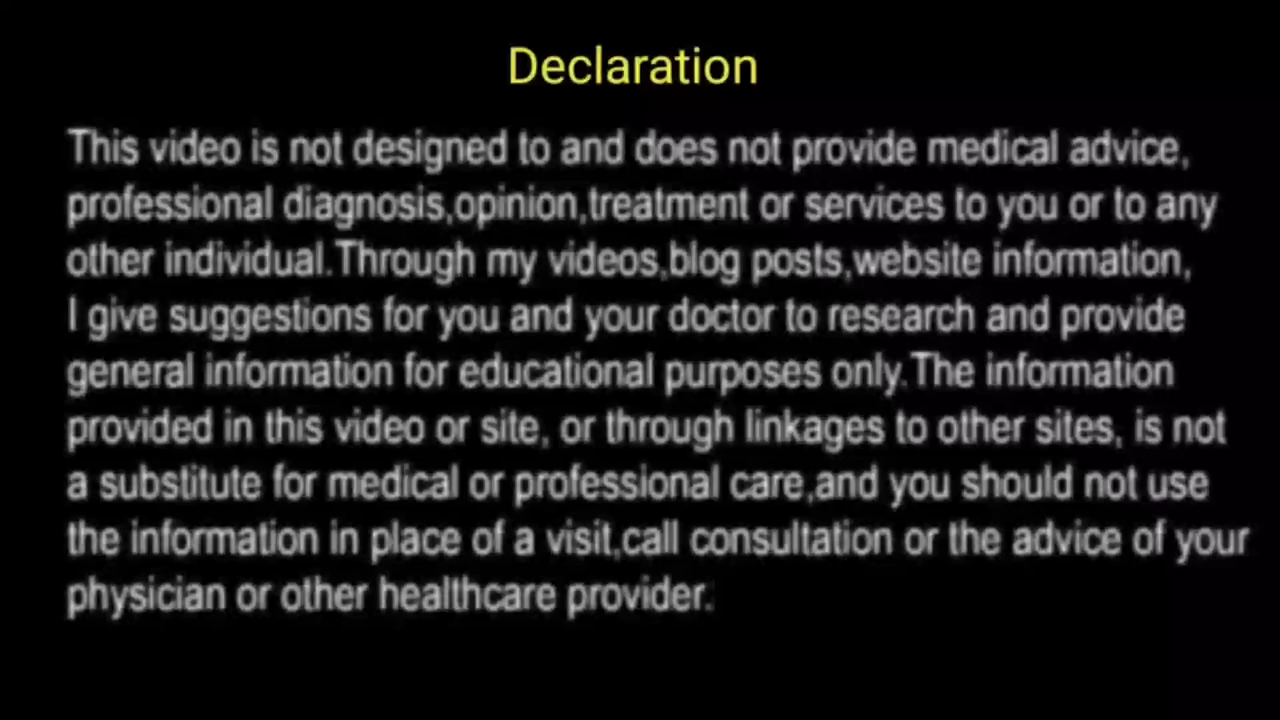 Declaration
This video is not designed to and does not provide medical advice,
professional diagnosis,opinion,treatment or services to you or to any
other individual.Through my videos,blog posts,website information,
I give suggestions for you and your doctor to research and provide
general information for educational purposes only.The information
provided in this video or site, or through linkages to other sites, is not
a substitute for medical or professional care,and you should not use
the information in place of a visit,call consultation or the advice of your
physician or other healthcare provider.